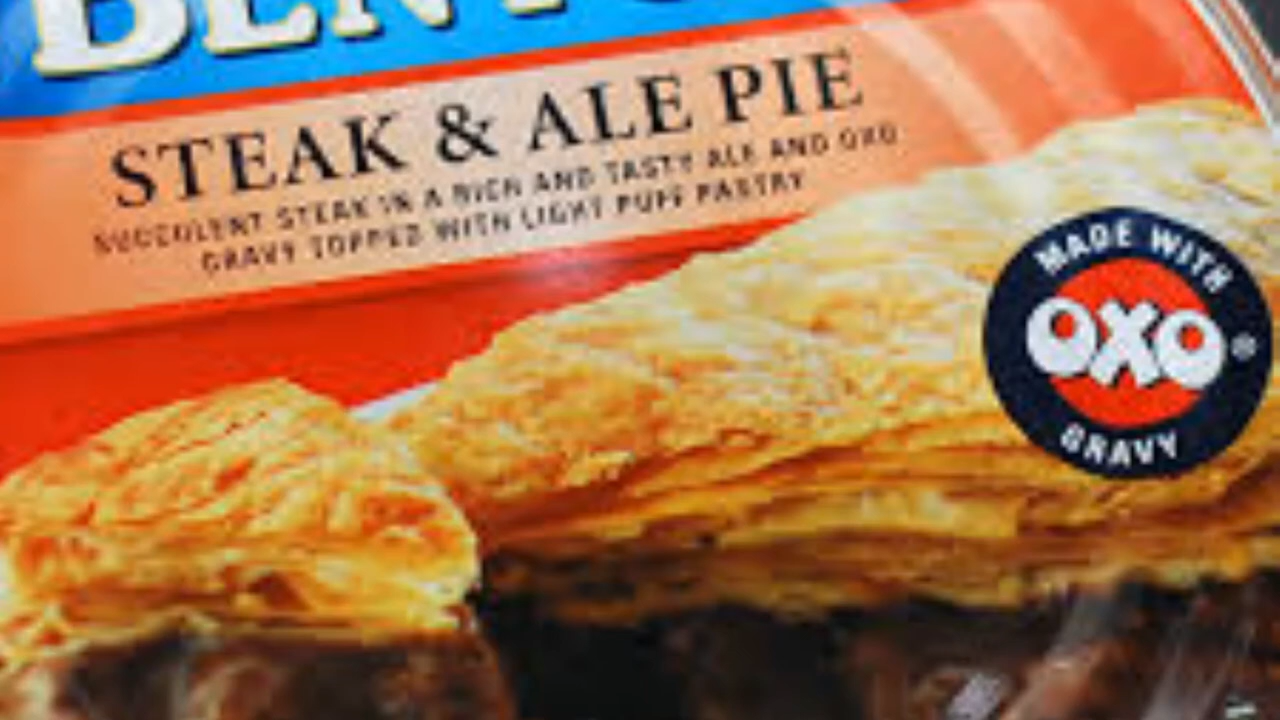 STEAK & ALE PIE
SUCCULENT STEAK IN A RICH AND TASTY ALE AND OXO
GRAVY TOPPED WITH LIGHT PUFF PASTRY
MADE WITH
OXO®
GRAVY